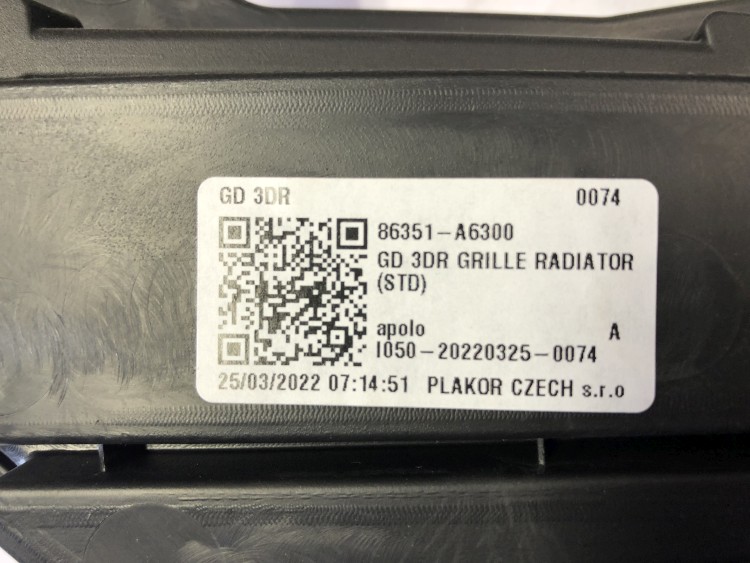 GD 3DR 0074
86351-A6300
GD 3DR GRILLE RADIATOR
(STD)
apolo A
I050-20220325-0074
25/03/2022 07:14:51 PLAKOR CZECH s.r.o